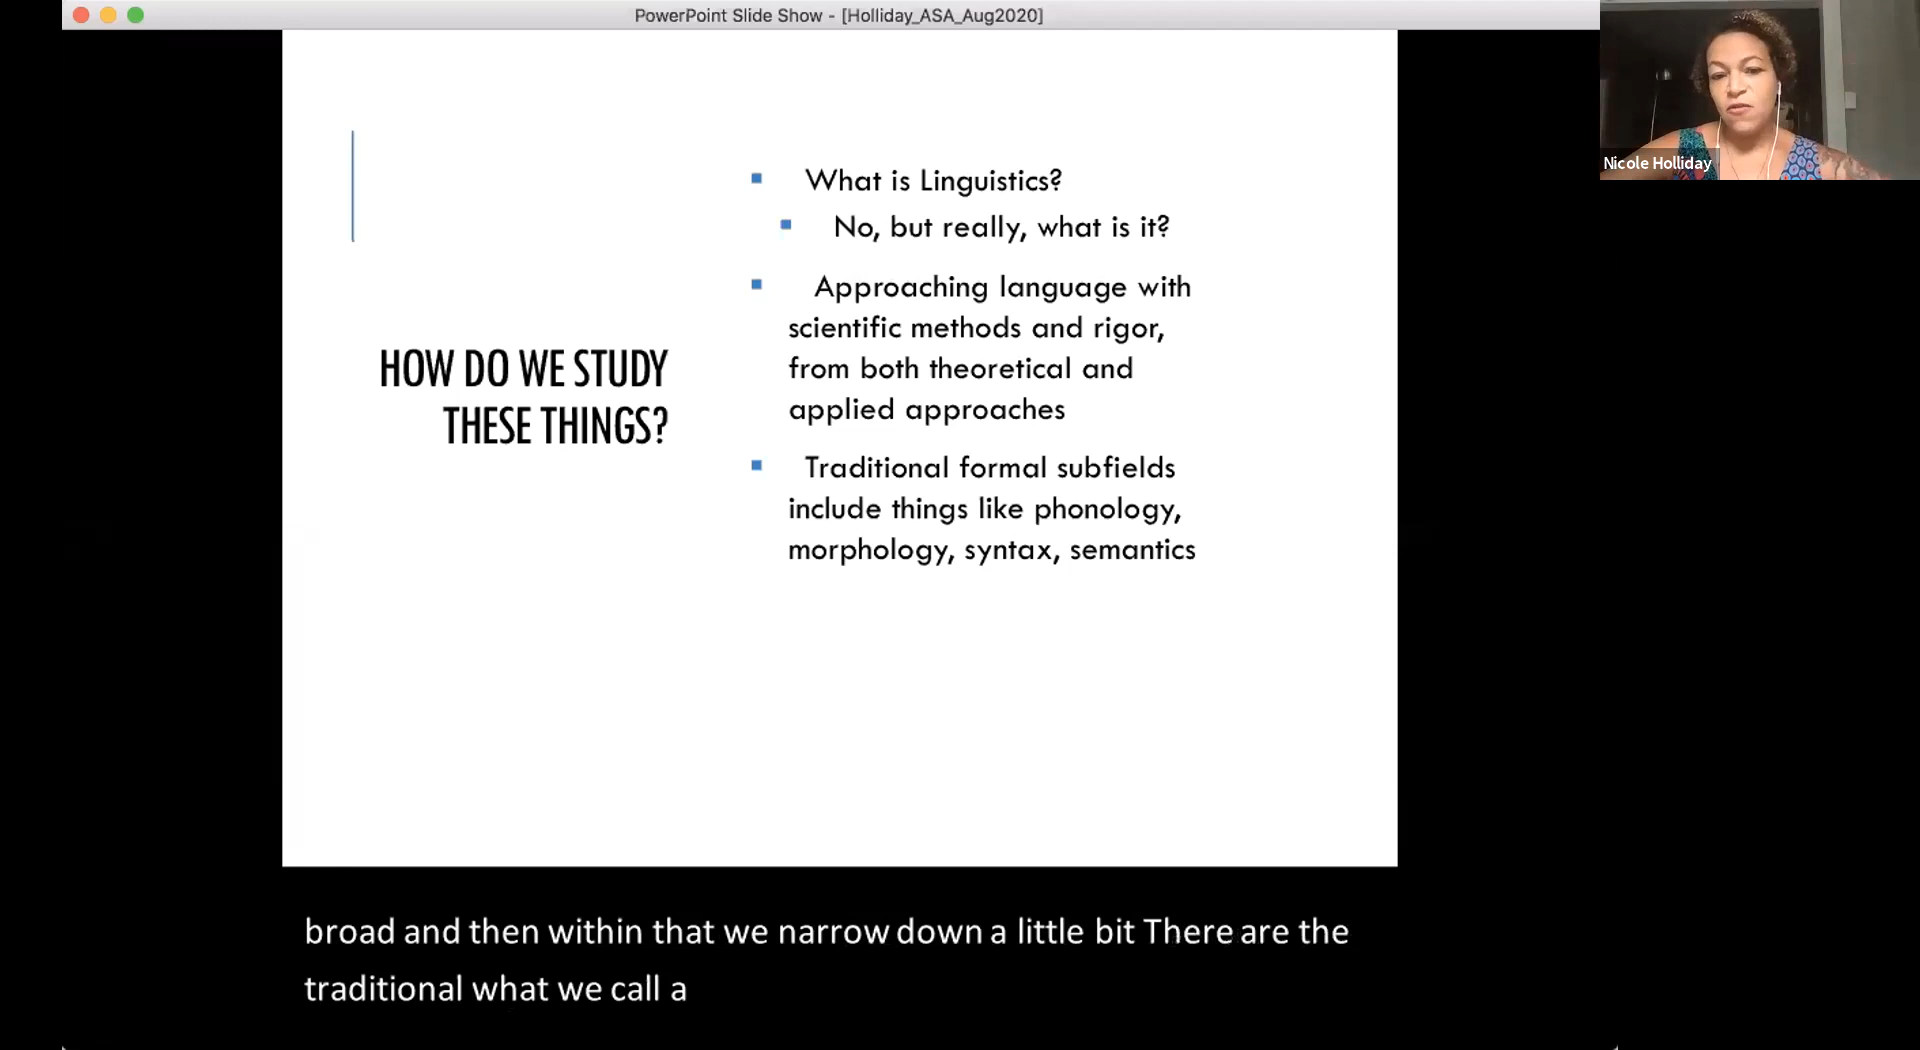 PowerPoint Slide Show - [Holliday_ASA_Aug2020]
Nicole Holliday
HOW DO WE STUDY
THESE THINGS?
What is Linguistics?
No, but really, what is it?
Approaching language with
scientific methods and rigor,
from both theoretical and
applied approaches
Traditional formal subfields
include things like phonology,
morphology, syntax, semantics
broad and then within that we narrow down a little bit There are the
traditional what we call a